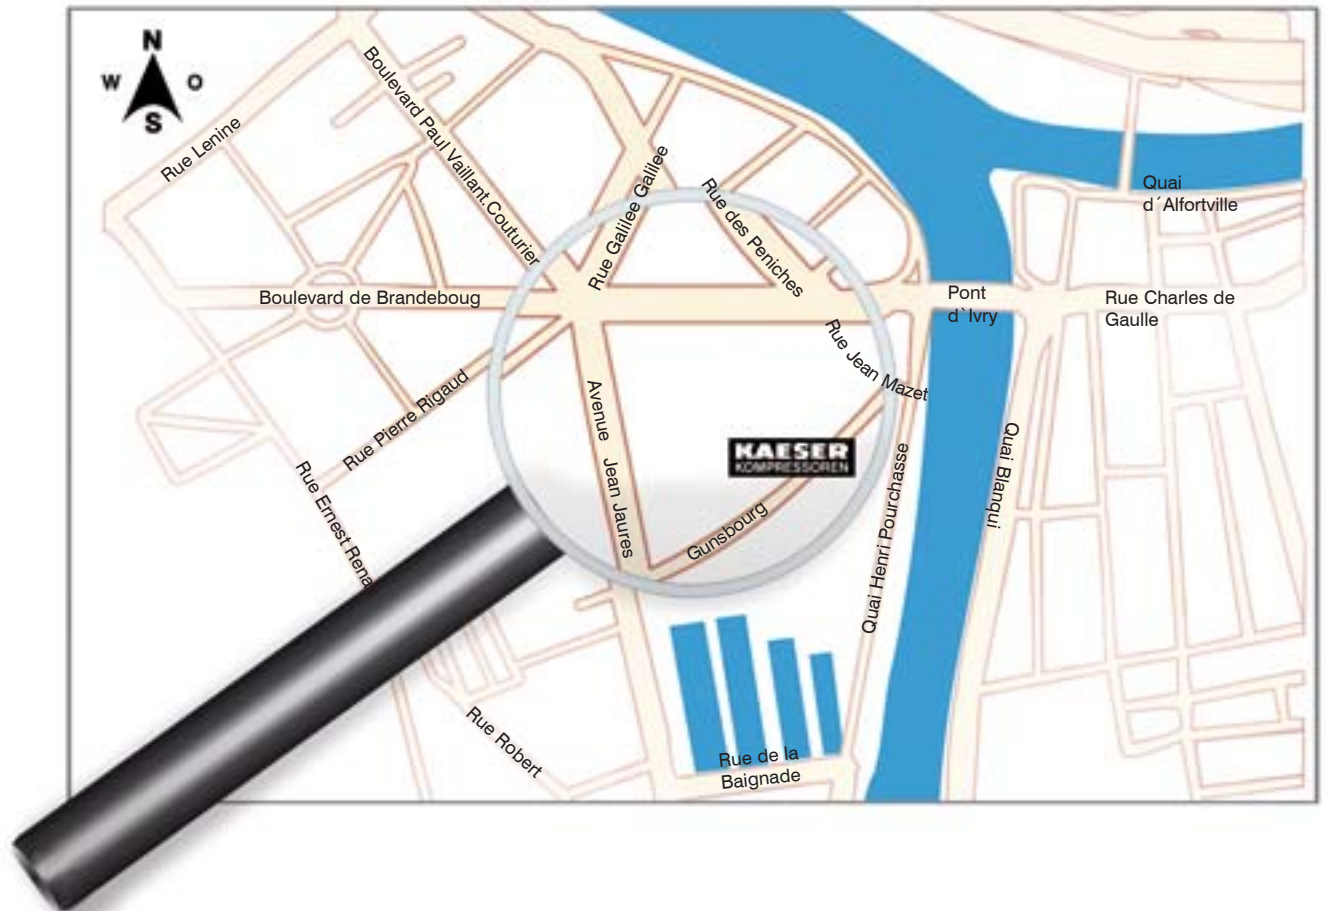 N
W O
S
Rue Lenine
Boulevard Paul Vaillant.Couturier
Rue Galilee Galilee
Rue des Peniches
Quai
d´Alfortville
Boulevard de Brandeboug
Pont
d`Ivry
Rue Charles de
Gaulle
Rue Jean Mazet
Rue Pierre Rigaud
Avenue Jean Jaures
KAESER
KOMPRESSOREN
Quai Blanqui
Quai Henri Pourchasse
Rue Ernest Rena
Gunsbourg
Rue Robert
Rue de la
Baignade